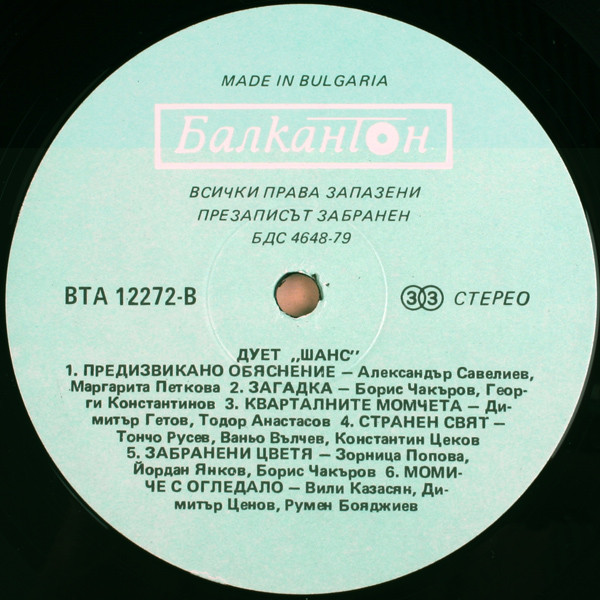 MADE IN BULGARIA
Балкантон
ВСИЧКИ ПРАВА ЗАПАЗЕНИ
ПРЕЗАПИСЪТ ЗАБРАНЕН
БДС 4648-79
ВТА 12272-В
33 СТЕРЕО
ДУЕТ „ШАНС"
1. ПРЕДИЗВИКАНО ОБЯСНЕНИЕ — Александър Савелиев,
Маргарита Петкова 2. ЗАГАДКА — Борис Чакъров, Геор-
ги Константинов 3. КВАРТАЛНИТЕ МОМЧЕТА — Ди-
митър Гетов, Тодор Анастасов 4. СТРАНЕН СВЯТ —
Тончо Русев, Ваньо Вълчев, Константин Цеков
5. ЗАБРАНЕНИ ЦВЕТЯ — Зорница Попова,
Йордан Янков, Борис Чакъров 6. МОМИ-
ЧЕ С ОГЛЕДАЛО — Вили Казасян, Ди-
митър Ценов, Румен Бояджиев